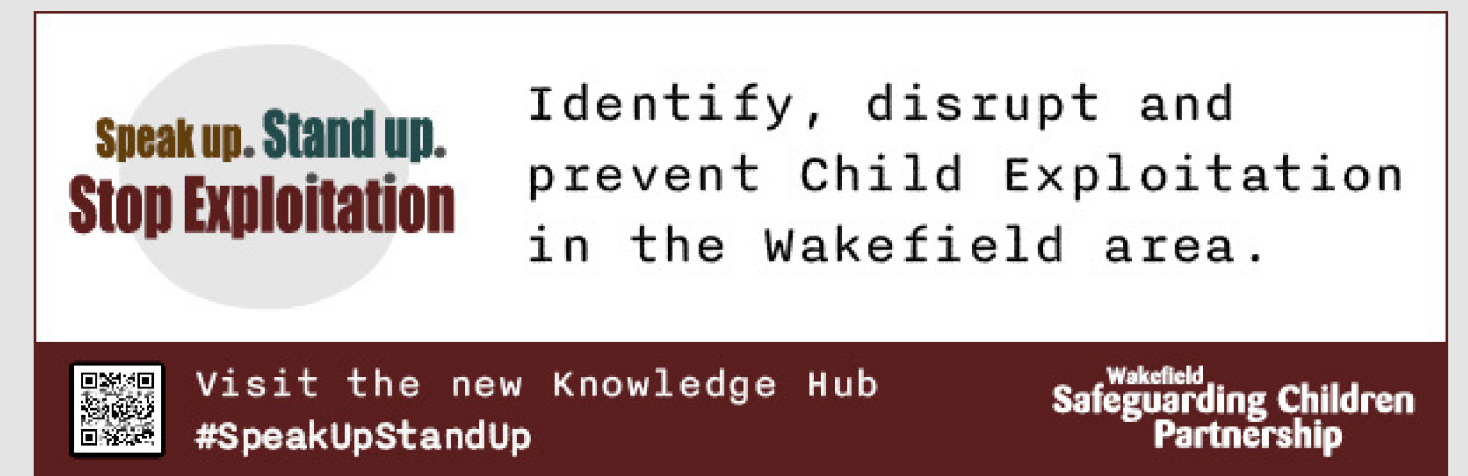 Speak up. Stand up.
Stop Exploitation
Identify, disrupt and
prevent Child Exploitation
in the Wakefield area.
Visit the new Knowledge Hub
#SpeakUpStandUp
Wakefield
Safeguarding Children
Partnership